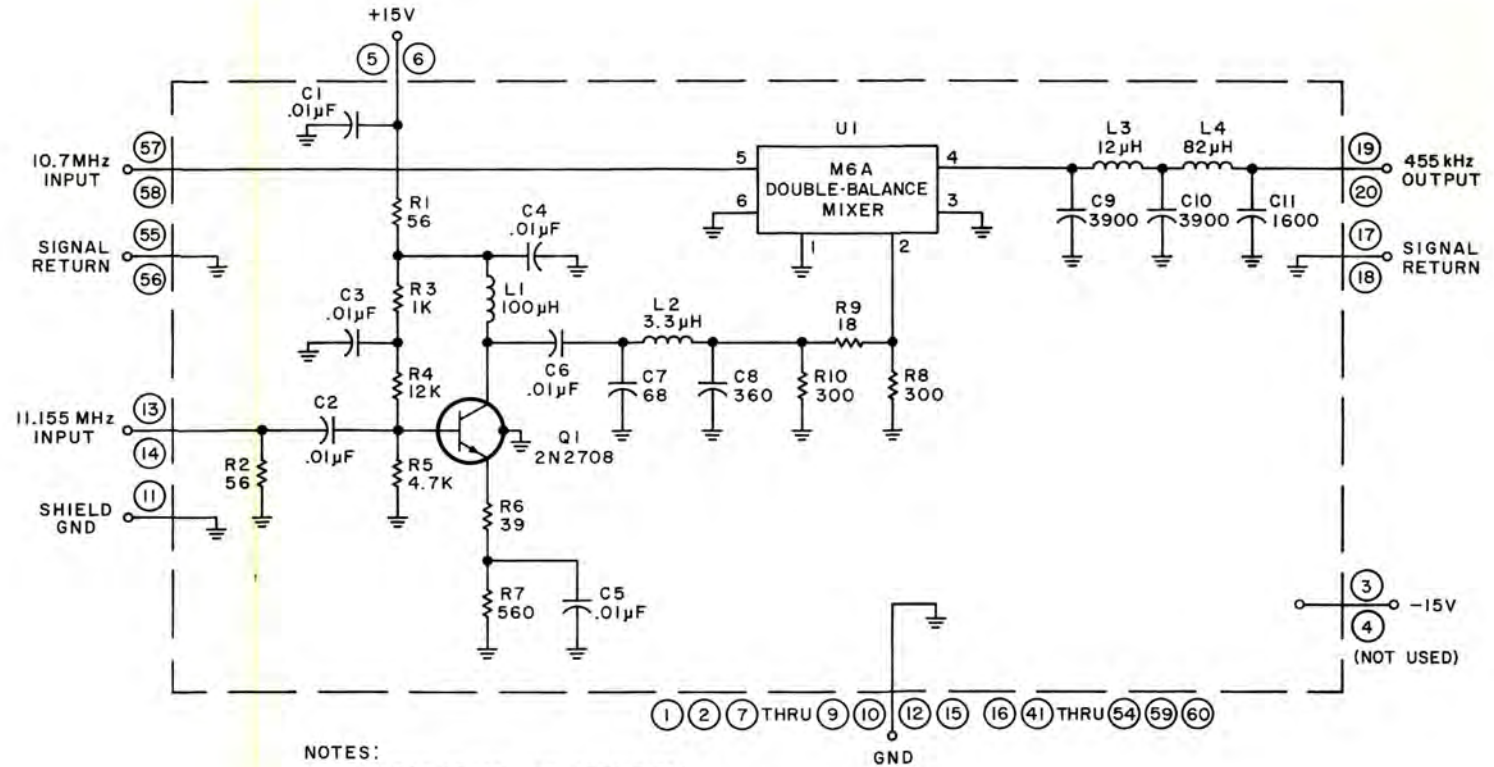 +15V
5 6
C1
.01µF
57
10.7MHz
INPUT
58
R1
56
U1
5
M6A
DOUBLE-BALANCE
MIXER
4
6
3
1
2
L3
12µH
L4
82µH
19
455 kHz
OUTPUT
20
C9
3900
C10
3900
C11
1600
55
SIGNAL
RETURN
56
17
SIGNAL
RETURN
18
C4
.01µF
R3
1K
L1
100µH
C3
.01µF
R4
12K
C6
.01µF
L2
3.3µH
C7
68
C8
360
R9
18
R10
300
R8
300
13
11.155 MHz
INPUT
14
C2
.01µF
R2
56
R5
4.7K
Q1
2N2708
11
SHIELD
GND
R6
39
R7
560
C5
.01µF
3
-15V
4
(NOT USED)
1 2 7 THRU 9 10 12 15 16 41 THRU 54 59 60
GND
NOTES: